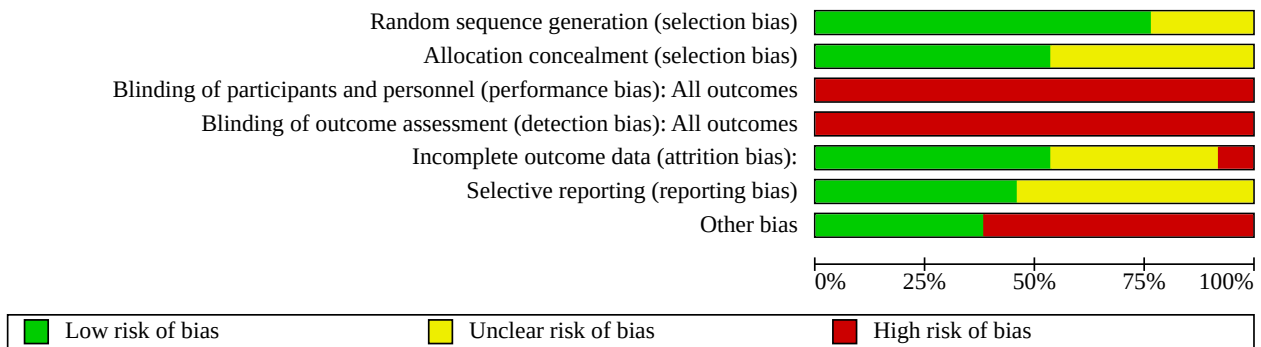 Random sequence generation (selection bias)
Allocation concealment (selection bias)
Blinding of participants and personnel (performance bias): All outcomes
Blinding of outcome assessment (detection bias): All outcomes
Incomplete outcome data (attrition bias):
Selective reporting (reporting bias)
Other bias
0% 25% 50% 75% 100%
Low risk of bias Unclear risk of bias High risk of bias